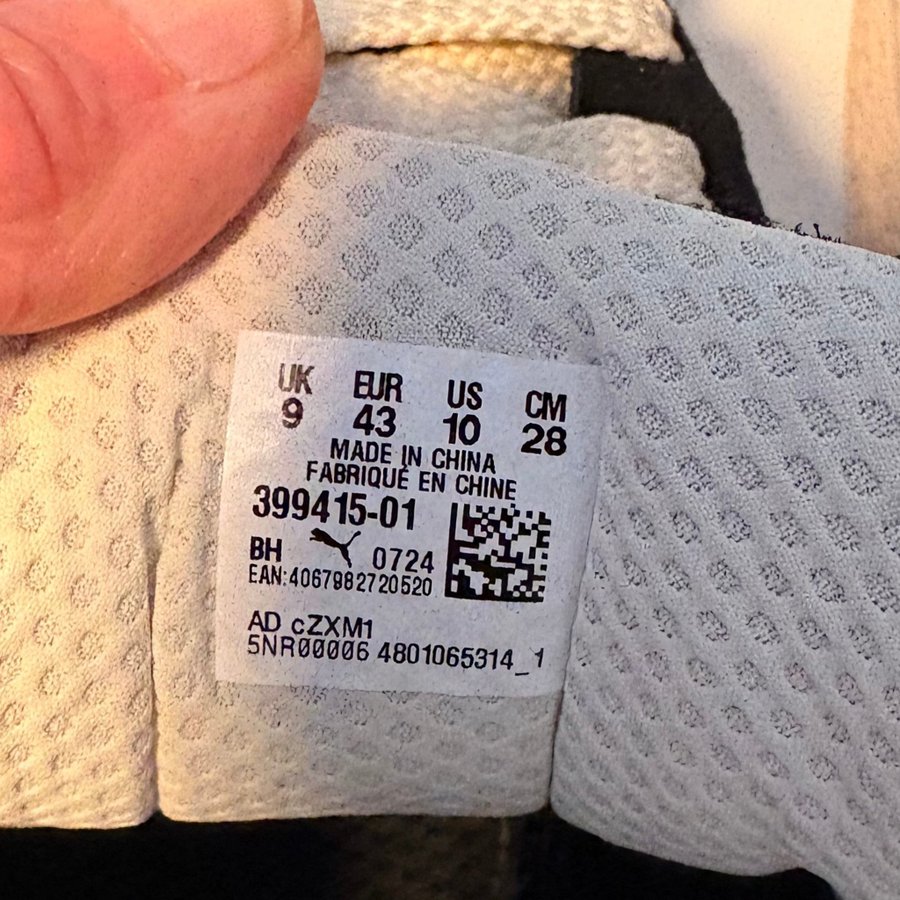 UK EUR US CM
9 43 10 28
MADE IN CHINA
FABRIQUÉ EN CHINE
399415-01
BH 0724
EAN:4067982720520
AD cZXM1
5NR00006 4801065314_1